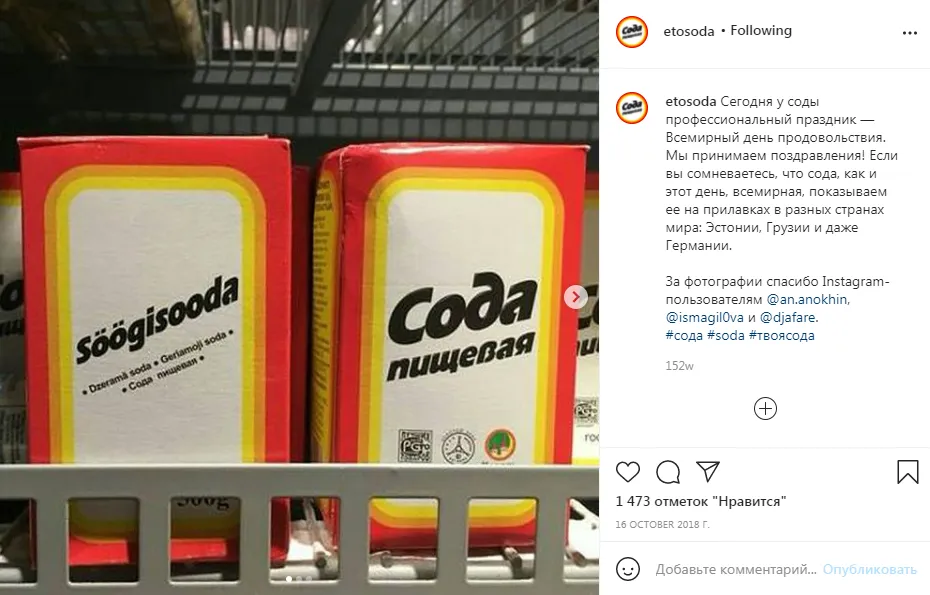 söögisooda
• Dzeramā soda • Geriamoji soda •
• Сода пищевая •
Сода
пищевая
500g
etosoda • Following
etosoda Сегодня у соды
профессиональный праздник —
Всемирный день продовольствия.
Мы принимаем поздравления! Если
вы сомневаетесь, что сода, как и
этот день, всемирная, показываем
ее на прилавках в разных странах
мира: Эстонии, Грузии и даже
Германии.
За фотографии спасибо Instagram-
пользователям @an.anokhin,
@ismagil0va и @djafare.
#сода #soda #твоясода
152w
1 473 отметок "Нравится"
16 OCTOBER 2018 Г.
Добавьте комментарий... Опубликовать